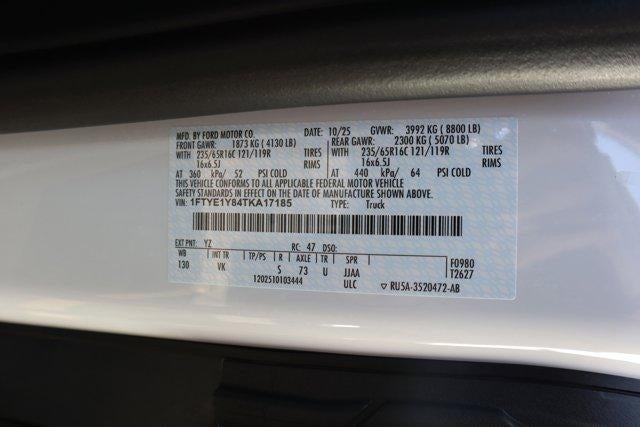 MFD. BY FORD MOTOR CO. DATE: 10/25 GVWR: 3992 KG ( 8800 LB)
FRONT GAWR: 1873 KG ( 4130 LB) REAR GAWR: 2300 KG ( 5070 LB)
WITH 235/65R16C 121/119R TIRES WITH 235/65R16C 121/119R TIRES
16x6.5J RIMS 16x6.5J RIMS
AT 360 kPa/ 52 PSI COLD AT 440 kPa/ 64 PSI COLD
THIS VEHICLE CONFORMS TO ALL APPLICABLE FEDERAL MOTOR VEHICLE
SAFETY STANDARDS IN EFFECT ON THE DATE OF MANUFACTURE SHOWN ABOVE.
VIN: 1FTYE1Y84TKA17185 TYPE: Truck
EXT PNT: YZ RC: 47 DSO:
WB INT TR TP/PS R AXLE TR SPR F0980
130 VK S 73 U JJAA T2627
1202510103444 ULC ▽ RU5A-3520472-AB